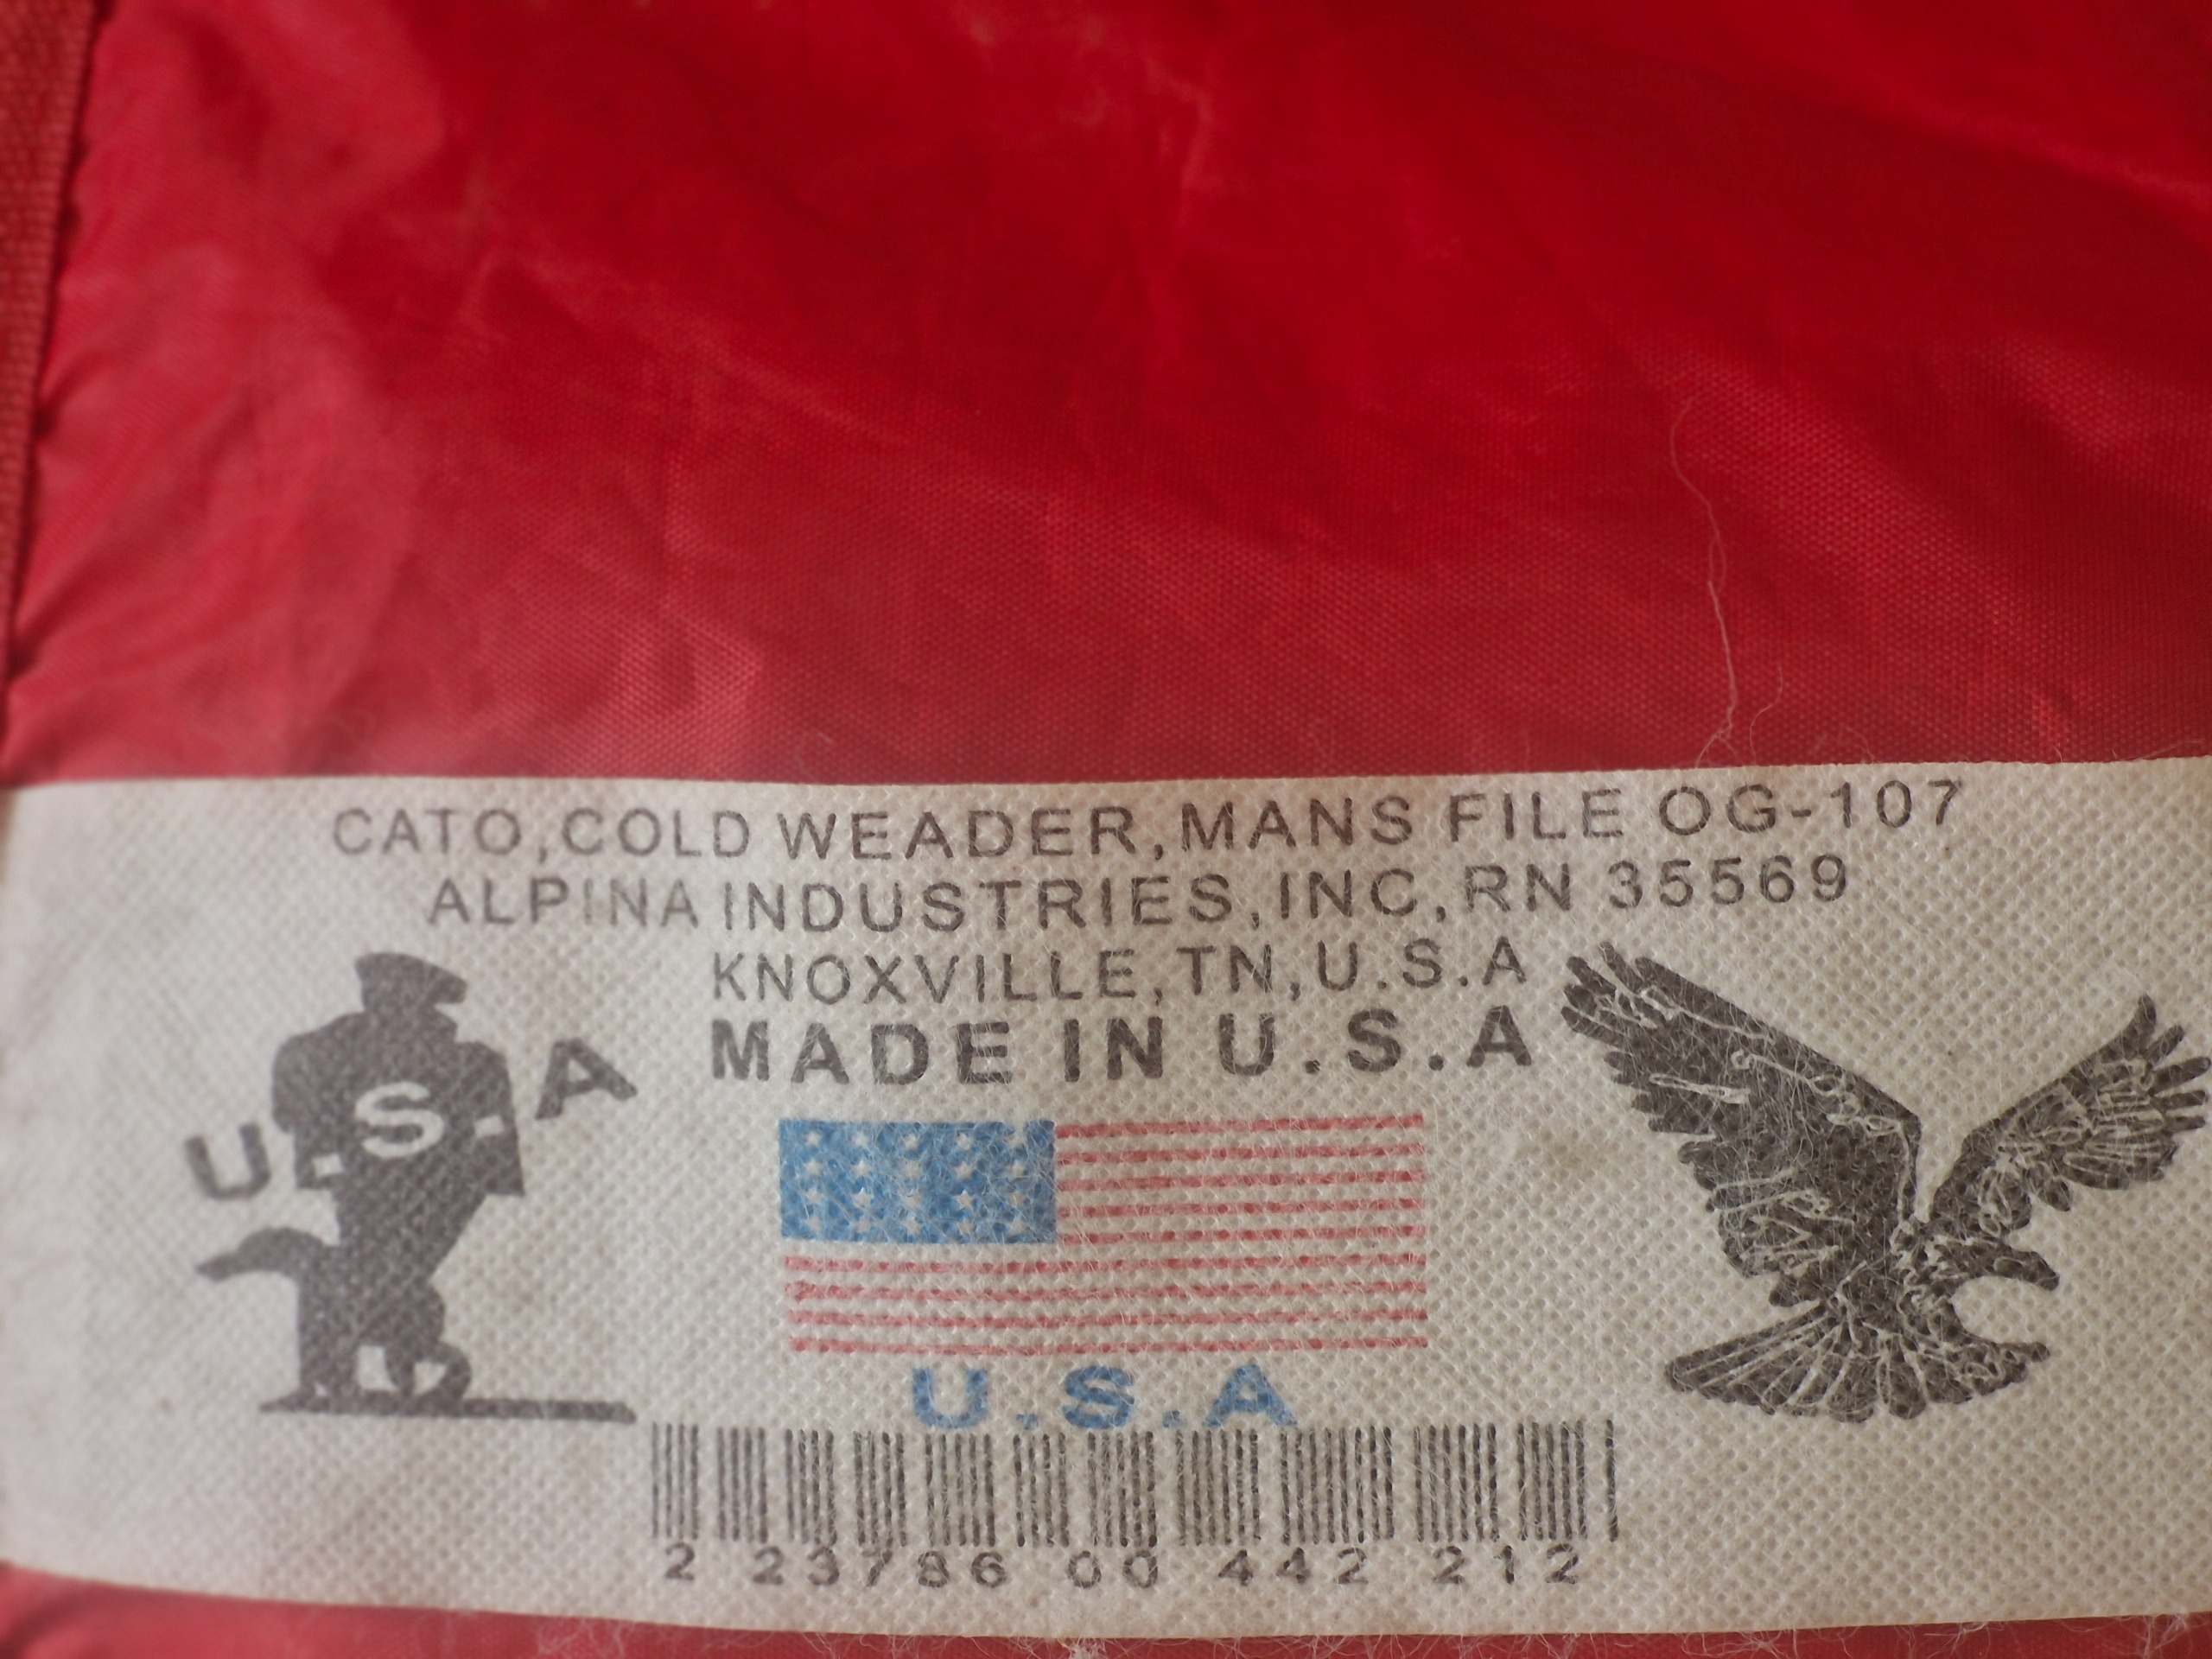 CATO,COLD WEADER,MANS FILE OG-107
ALPINA INDUSTRIES,INC,RN 35569
KNOXVILLE,TN,U.S.A
MADE IN U.S.A
U.S.A
U.S.A
2 23786 00 442 212